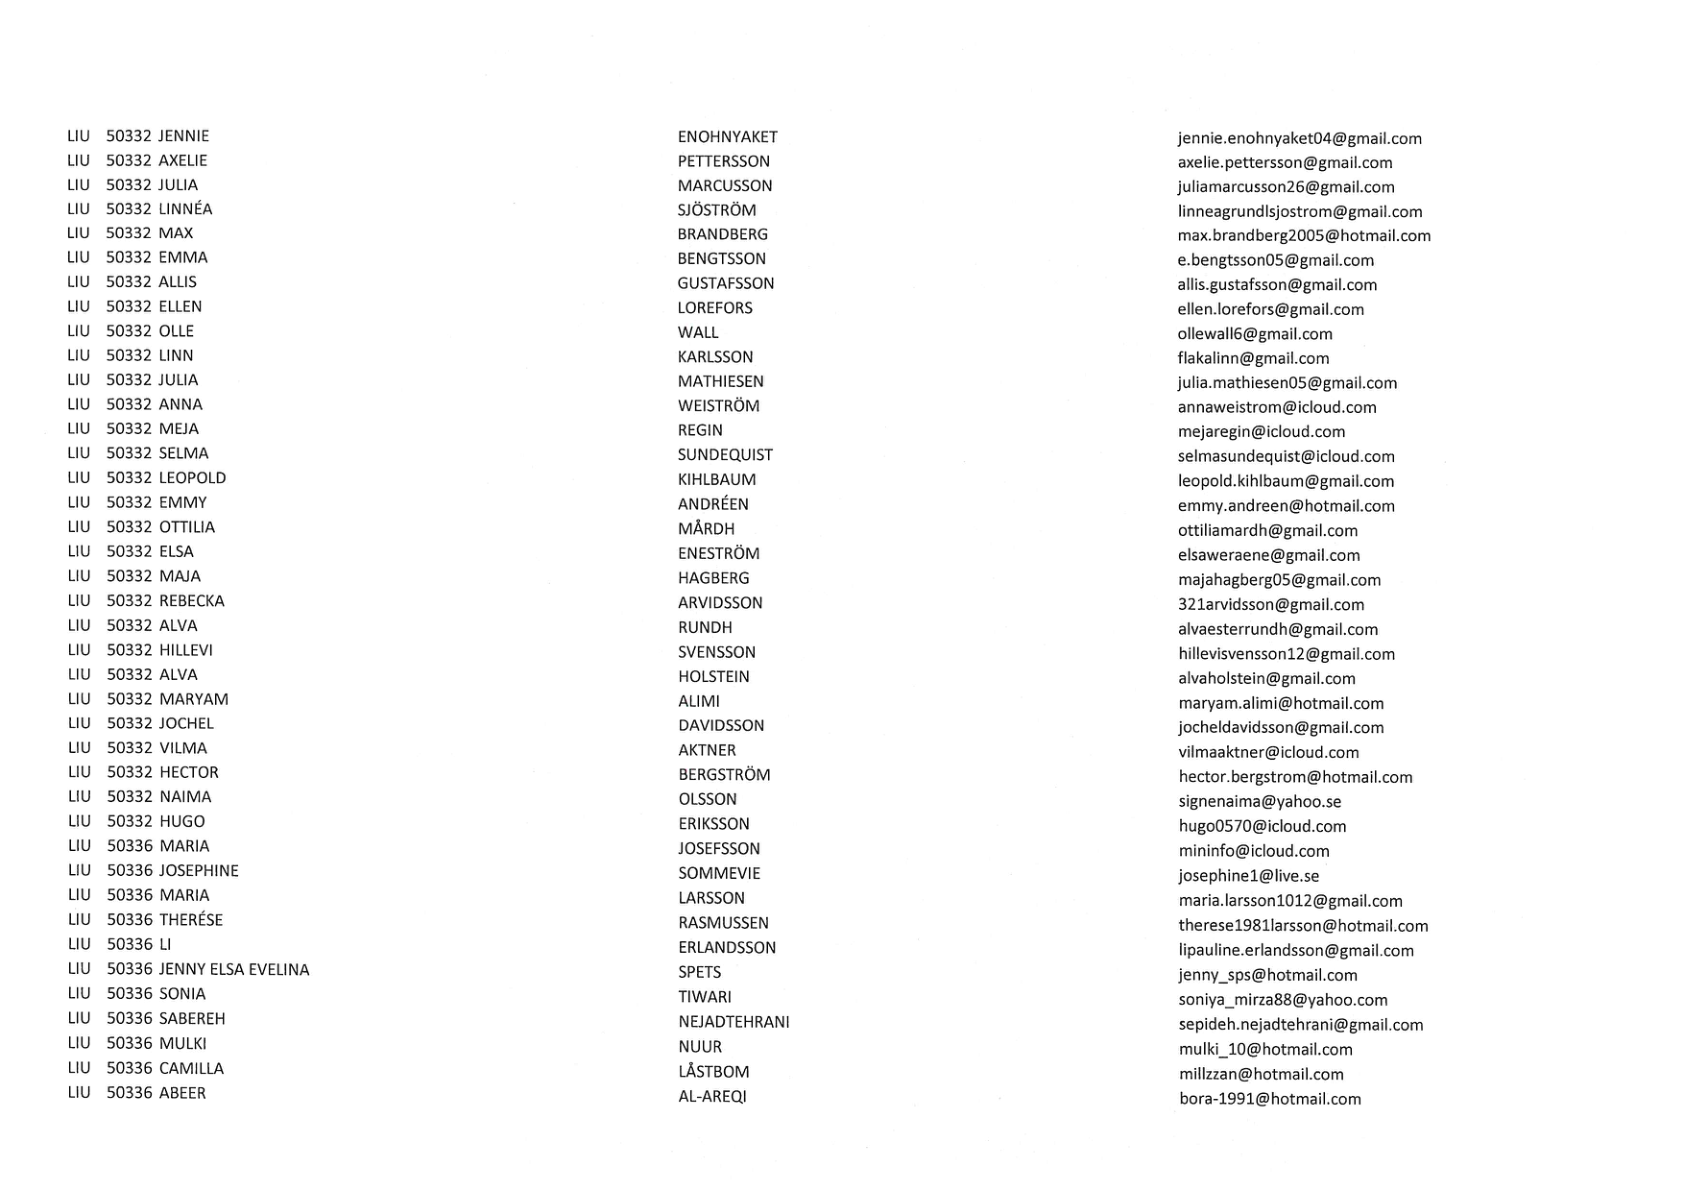 LIU 50332 JENNIE ENOHNYAKET jennie.enohnyaket04@gmail.com
LIU 50332 AXELIE PETTERSSON axelie.pettersson@gmail.com
LIU 50332 JULIA MARCUSSON juliamarcusson26@gmail.com
LIU 50332 LINNÉA SJÖSTRÖM linneagrundlsjostrom@gmail.com
LIU 50332 MAX BRANDBERG max.brandberg2005@hotmail.com
LIU 50332 EMMA BENGTSSON e.bengtsson05@gmail.com
LIU 50332 ALLIS GUSTAFSSON allis.gustafsson@gmail.com
LIU 50332 ELLEN LOREFORS ellen.lorefors@gmail.com
LIU 50332 OLLE WALL ollewall6@gmail.com
LIU 50332 LINN KARLSSON flakalinn@gmail.com
LIU 50332 JULIA MATHIESEN julia.mathiesen05@gmail.com
LIU 50332 ANNA WEISTRÖM annaweistrom@icloud.com
LIU 50332 MEJA REGIN mejaregin@icloud.com
LIU 50332 SELMA SUNDEQUIST selmasundequist@icloud.com
LIU 50332 LEOPOLD KIHLBAUM leopold.kihlbaum@gmail.com
LIU 50332 EMMY ANDRÉEN emmy.andreen@hotmail.com
LIU 50332 OTTILIA MÅRDH ottiliamardh@gmail.com
LIU 50332 ELSA ENESTRÖM elsaweraene@gmail.com
LIU 50332 MAJA HAGBERG majahagberg05@gmail.com
LIU 50332 REBECKA ARVIDSSON 321arvidsson@gmail.com
LIU 50332 ALVA RUNDH alvaesterrundh@gmail.com
LIU 50332 HILLEVI SVENSSON hillevisvensson12@gmail.com
LIU 50332 ALVA HOLSTEIN alvaholstein@gmail.com
LIU 50332 MARYAM ALIMI maryam.alimi@hotmail.com
LIU 50332 JOCHEL DAVIDSSON jocheldavidsson@gmail.com
LIU 50332 VILMA AKTNER vilmaaktner@icloud.com
LIU 50332 HECTOR BERGSTRÖM hector.bergstrom@hotmail.com
LIU 50332 NAIMA OLSSON signenaima@yahoo.se
LIU 50332 HUGO ERIKSSON hugo0570@icloud.com
LIU 50336 MARIA JOSEFSSON mininfo@icloud.com
LIU 50336 JOSEPHINE SOMMEVIE josephine1@live.se
LIU 50336 MARIA LARSSON maria.larsson1012@gmail.com
LIU 50336 THERÉSE RASMUSSEN therese1981larsson@hotmail.com
LIU 50336 LI ERLANDSSON lipauline.erlandsson@gmail.com
LIU 50336 JENNY ELSA EVELINA SPETS jenny_sps@hotmail.com
LIU 50336 SONIA TIWARI soniya_mirza88@yahoo.com
LIU 50336 SABEREH NEJADTEHRANI sepideh.nejadtehrani@gmail.com
LIU 50336 MULKI NUUR mulki_10@hotmail.com
LIU 50336 CAMILLA LÅSTBOM millzzan@hotmail.com
LIU 50336 ABEER AL-AREQI bora-1991@hotmail.com